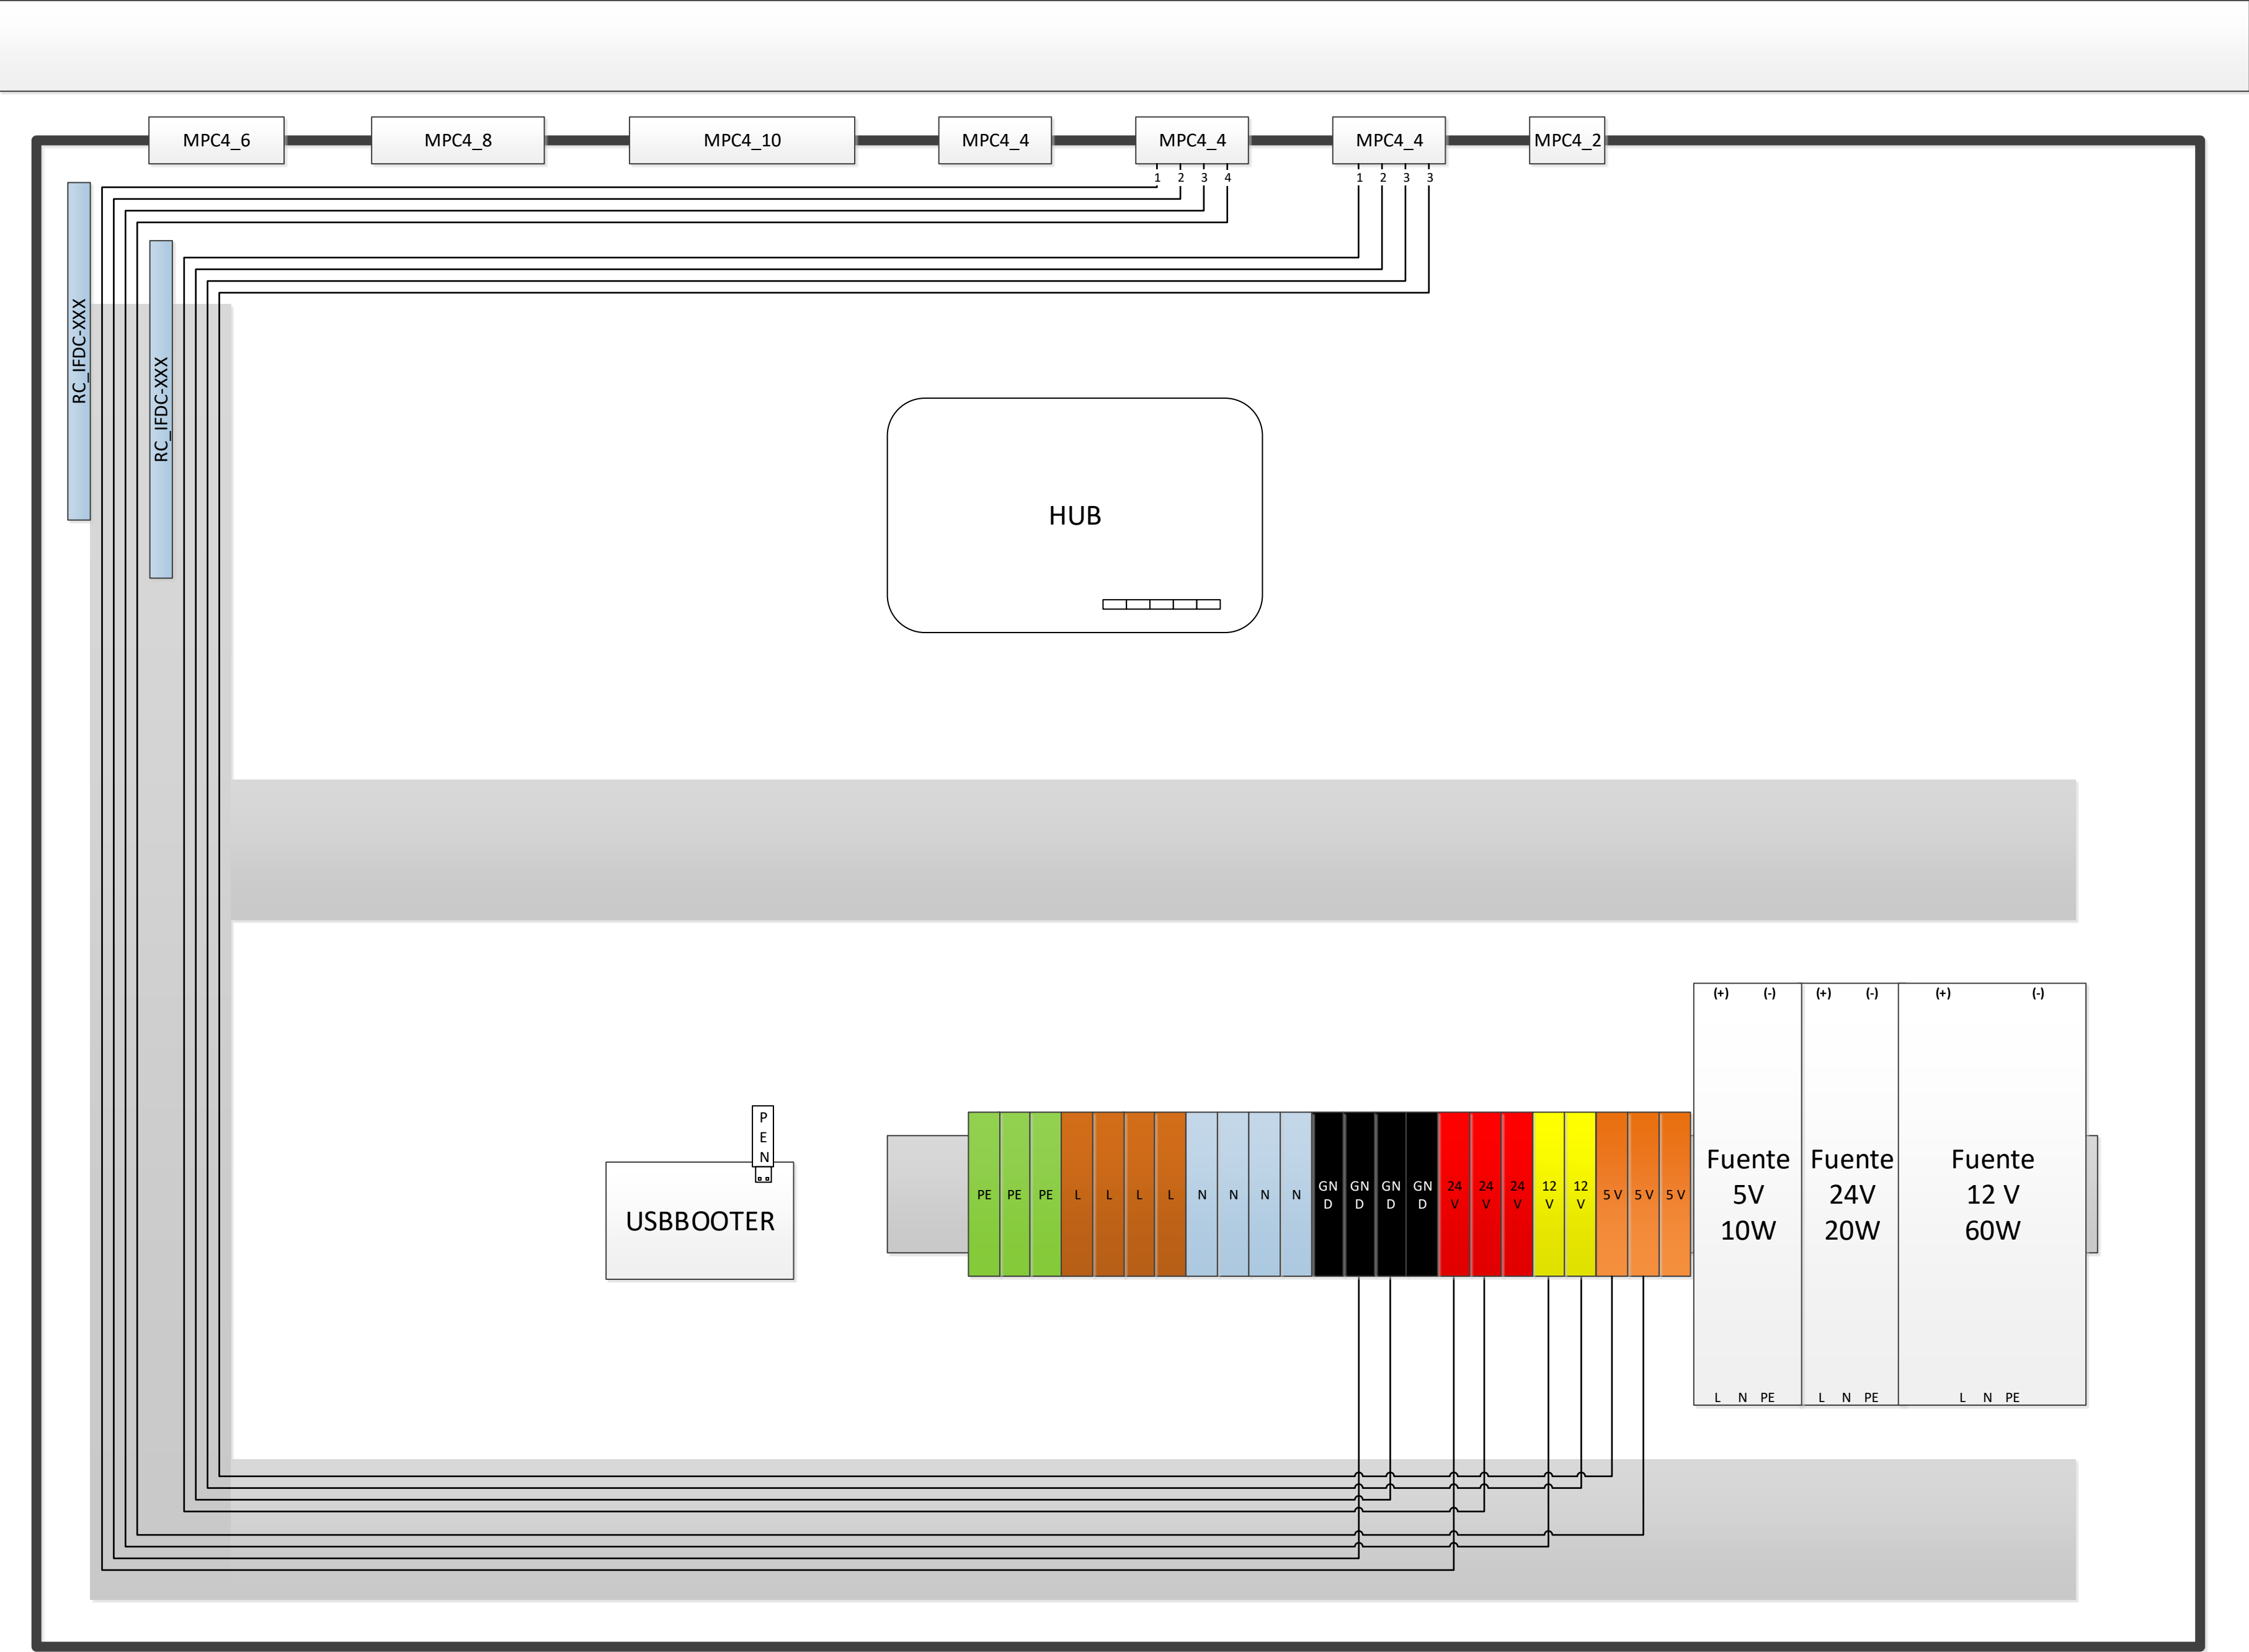 MPC4_6 MPC4_8 MPC4_10 MPC4_4 MPC4_4 MPC4_4 MPC4_2
1 2 3 4 1 2 3 3
RC_IFDC-XXX
RC_IFDC-XXX
HUB
(+) (-) (+) (-) (+) (-)
P
E
N
USBBOOTER
PE PE PE L L L L N N N N
GN
D
GN
D
GN
D
GN
D
24
V
24
V
24
V
12
V
12
V
5 V 5 V 5 V
Fuente
5V
10W
Fuente
24V
20W
Fuente
12 V
60W
L N PE L N PE L N PE